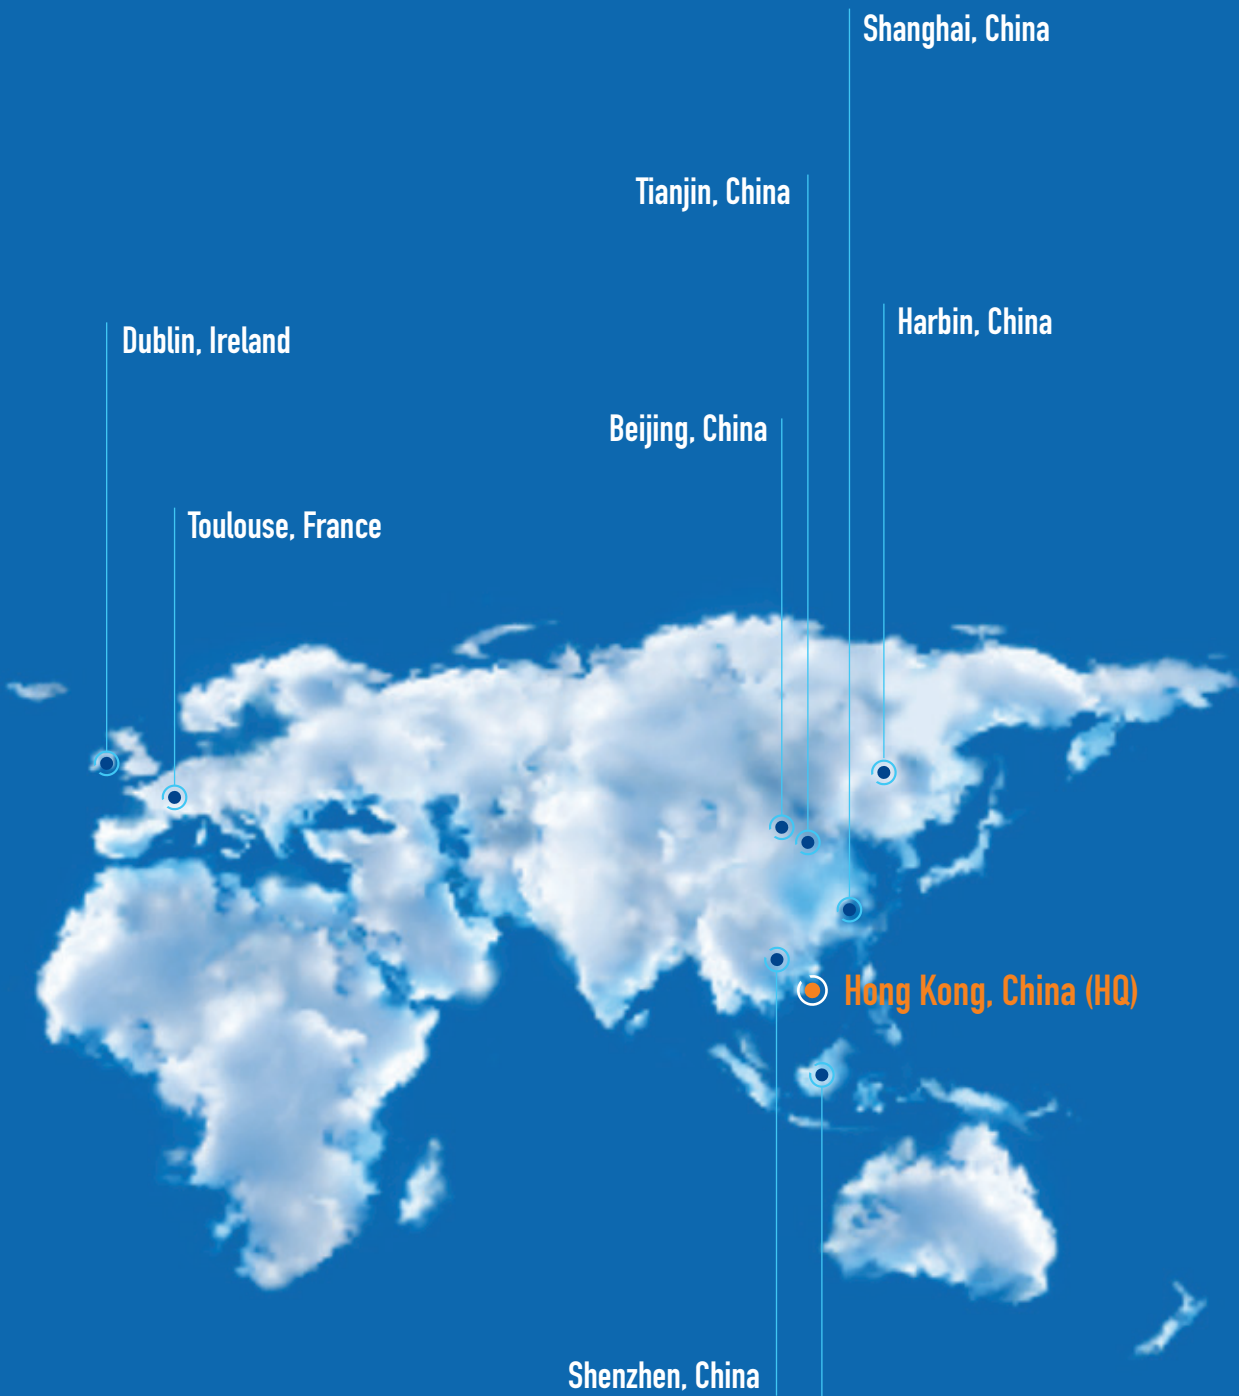 Shanghai, China
Tianjin, China
Harbin, China
Dublin, Ireland
Beijing, China
Toulouse, France
Hong Kong, China (HQ)
Shenzhen, China